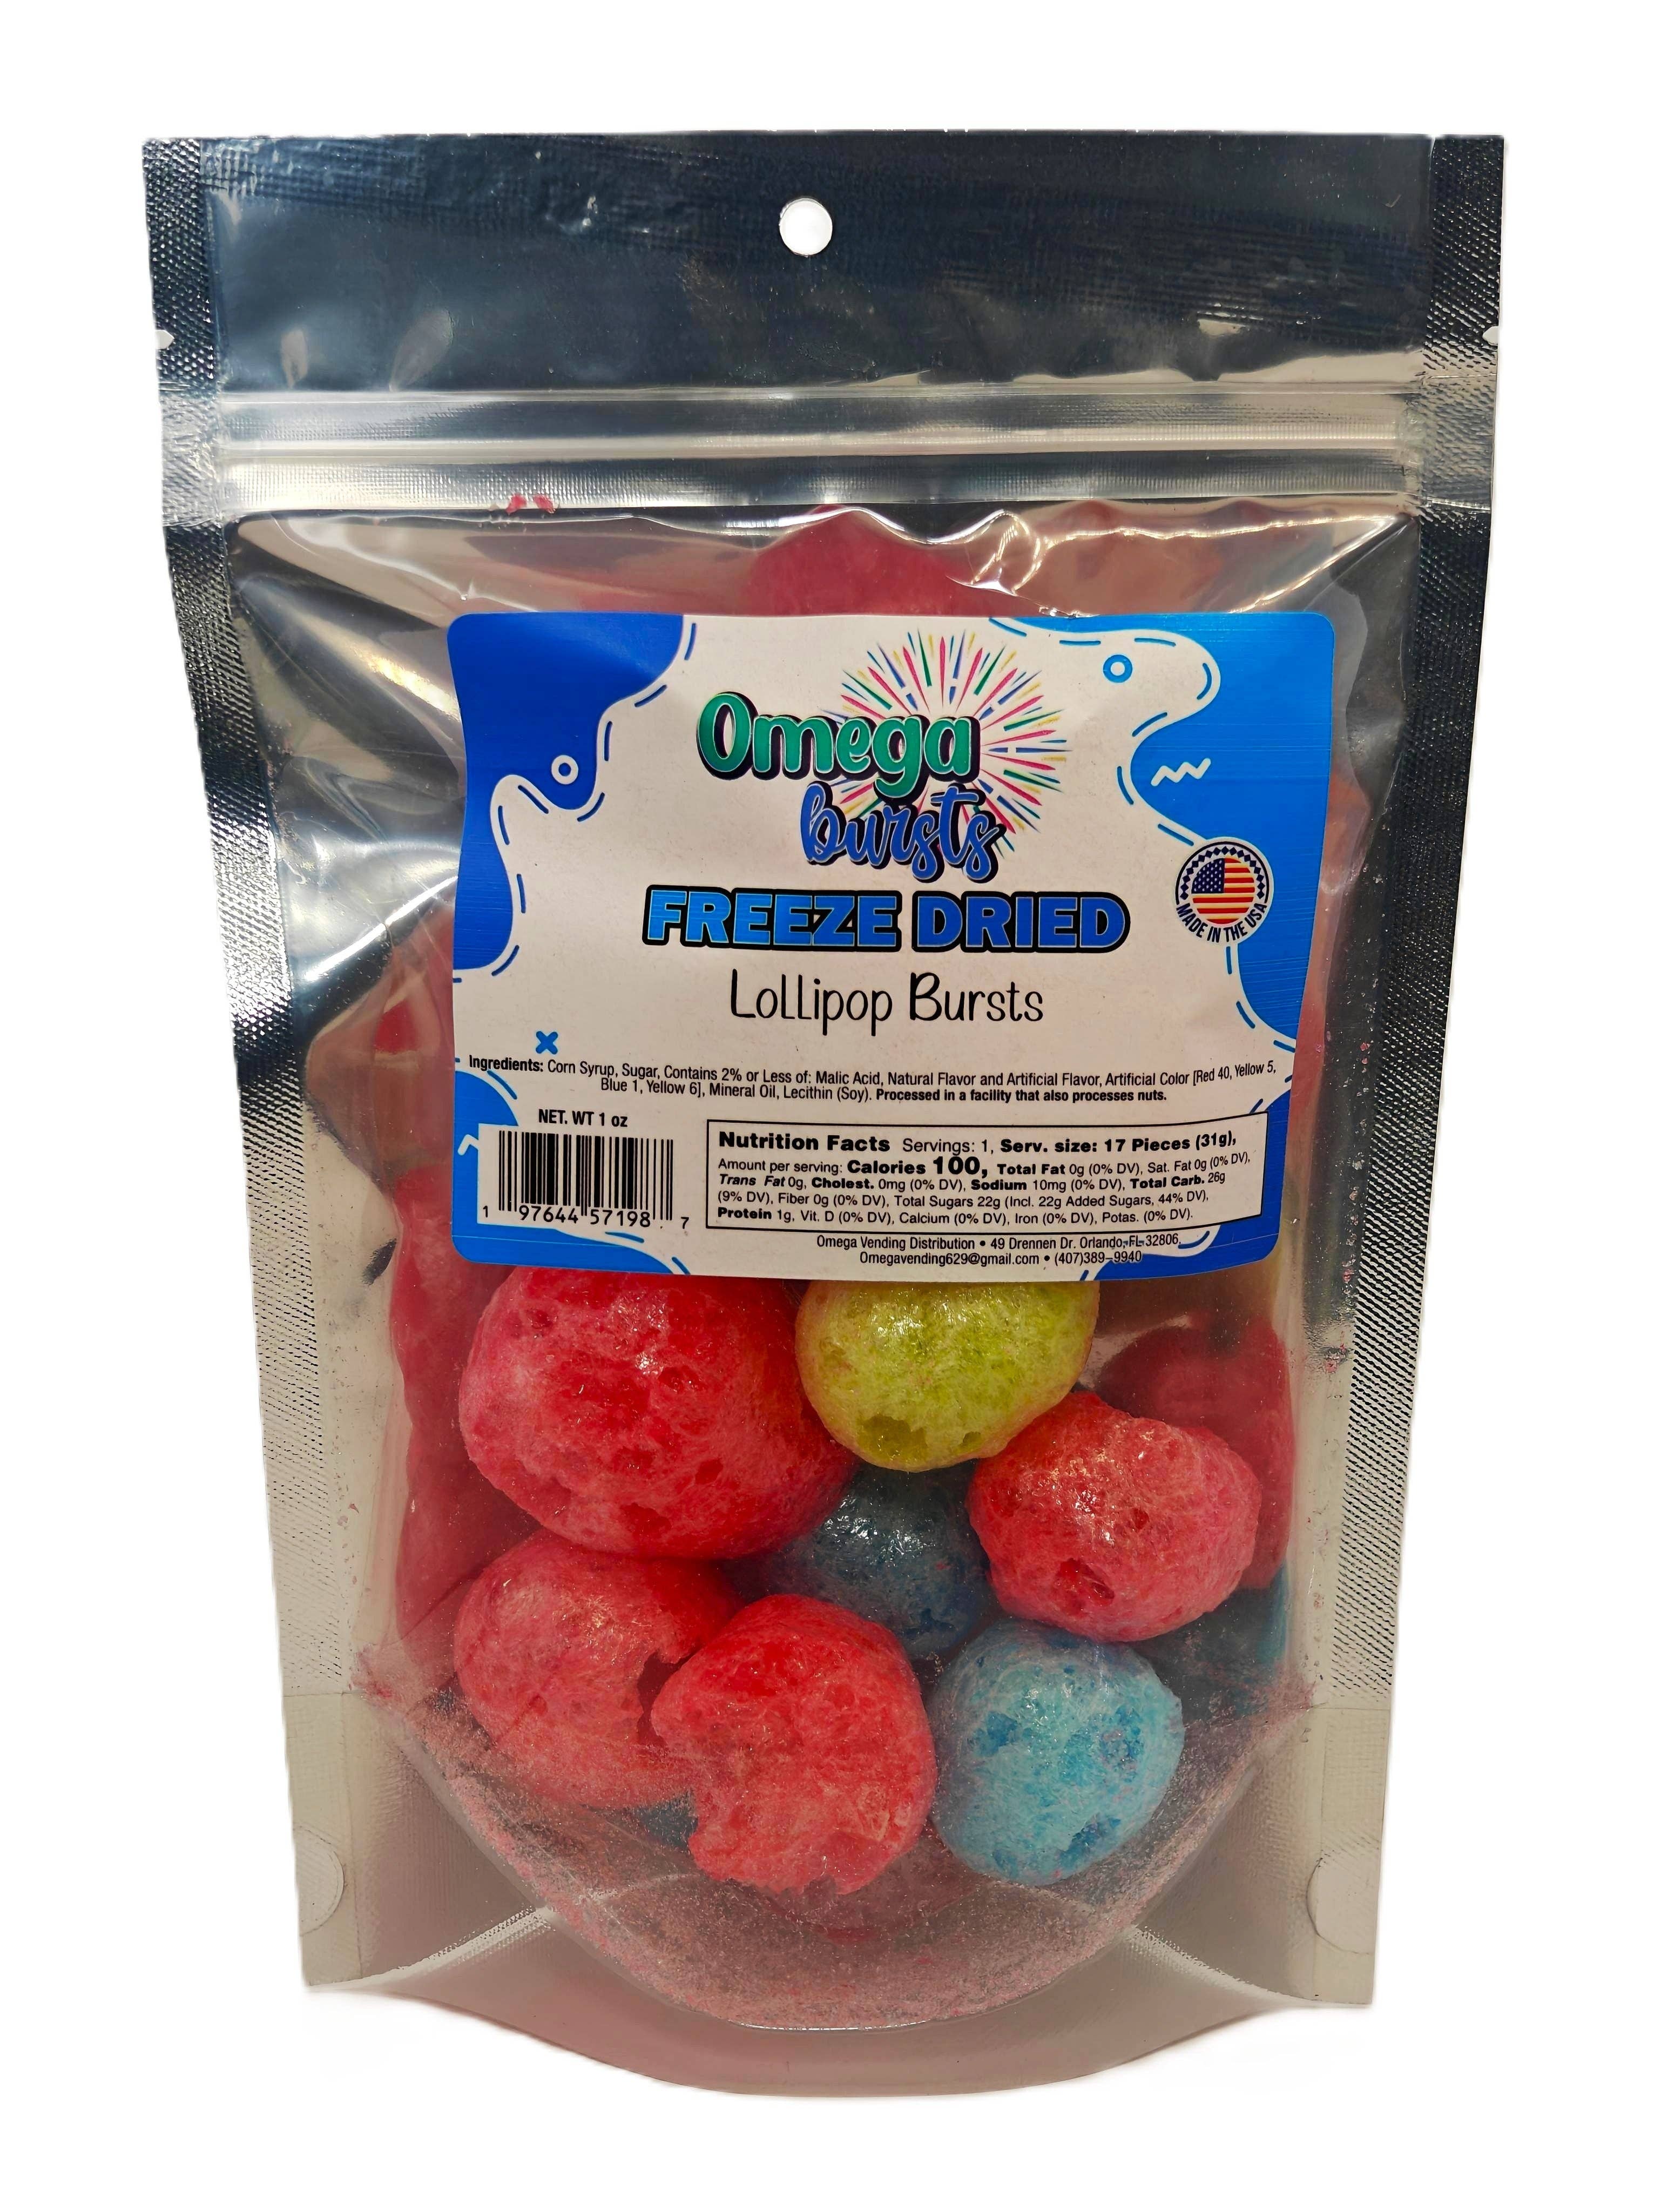 Omega
bursts
FREEZE DRIED
MADE IN THE USA
Lollipop Bursts
Ingredients: Corn Syrup, Sugar, Contains 2% or Less of: Malic Acid, Natural Flavor and Artificial Flavor, Artificial Color [Red 40, Yellow 5,
Blue 1, Yellow 6], Mineral Oil, Lecithin (Soy). Processed in a facility that also processes nuts.
NET. WT 1 oz
1 97644 57198 7
Nutrition Facts Servings: 1, Serv. size: 17 Pieces (31g),
Amount per serving: Calories 100, Total Fat 0g (0% DV), Sat. Fat 0g (0% DV),
Trans Fat 0g, Cholest. 0mg (0% DV), Sodium 10mg (0% DV), Total Carb. 26g
(9% DV), Fiber 0g (0% DV), Total Sugars 22g (Incl. 22g Added Sugars, 44% DV),
Protein 1g, Vit. D (0% DV), Calcium (0% DV), Iron (0% DV), Potas. (0% DV).
Omega Vending Distribution • 49 Drennen Dr. Orlando, FL 32806.
Omegavending629@gmail.com • (407)389-9940